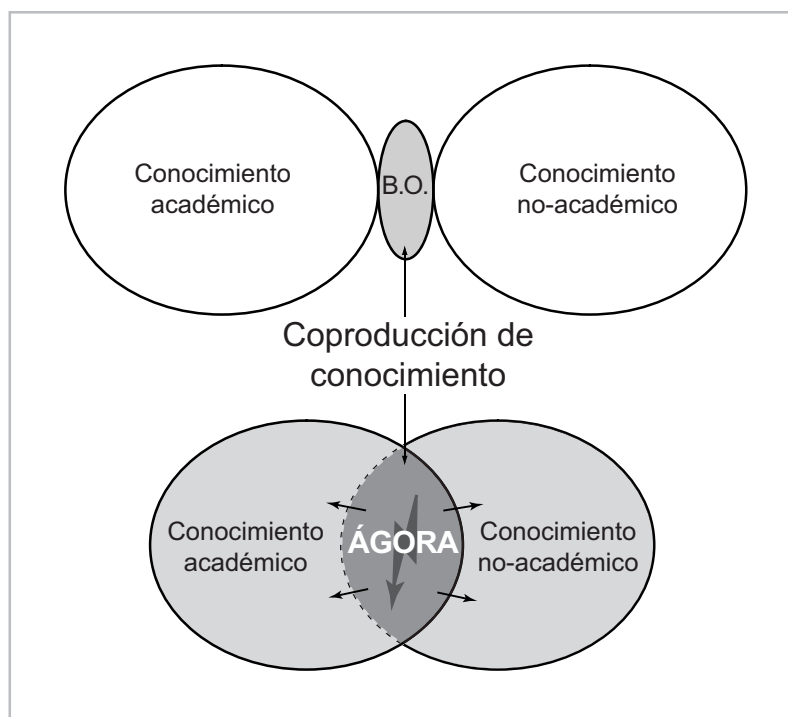 Conocimiento
académico
B.O.
Conocimiento
no-académico
Coproducción de
conocimiento
Conocimiento
académico
ÁGORA
Conocimiento
no-académico